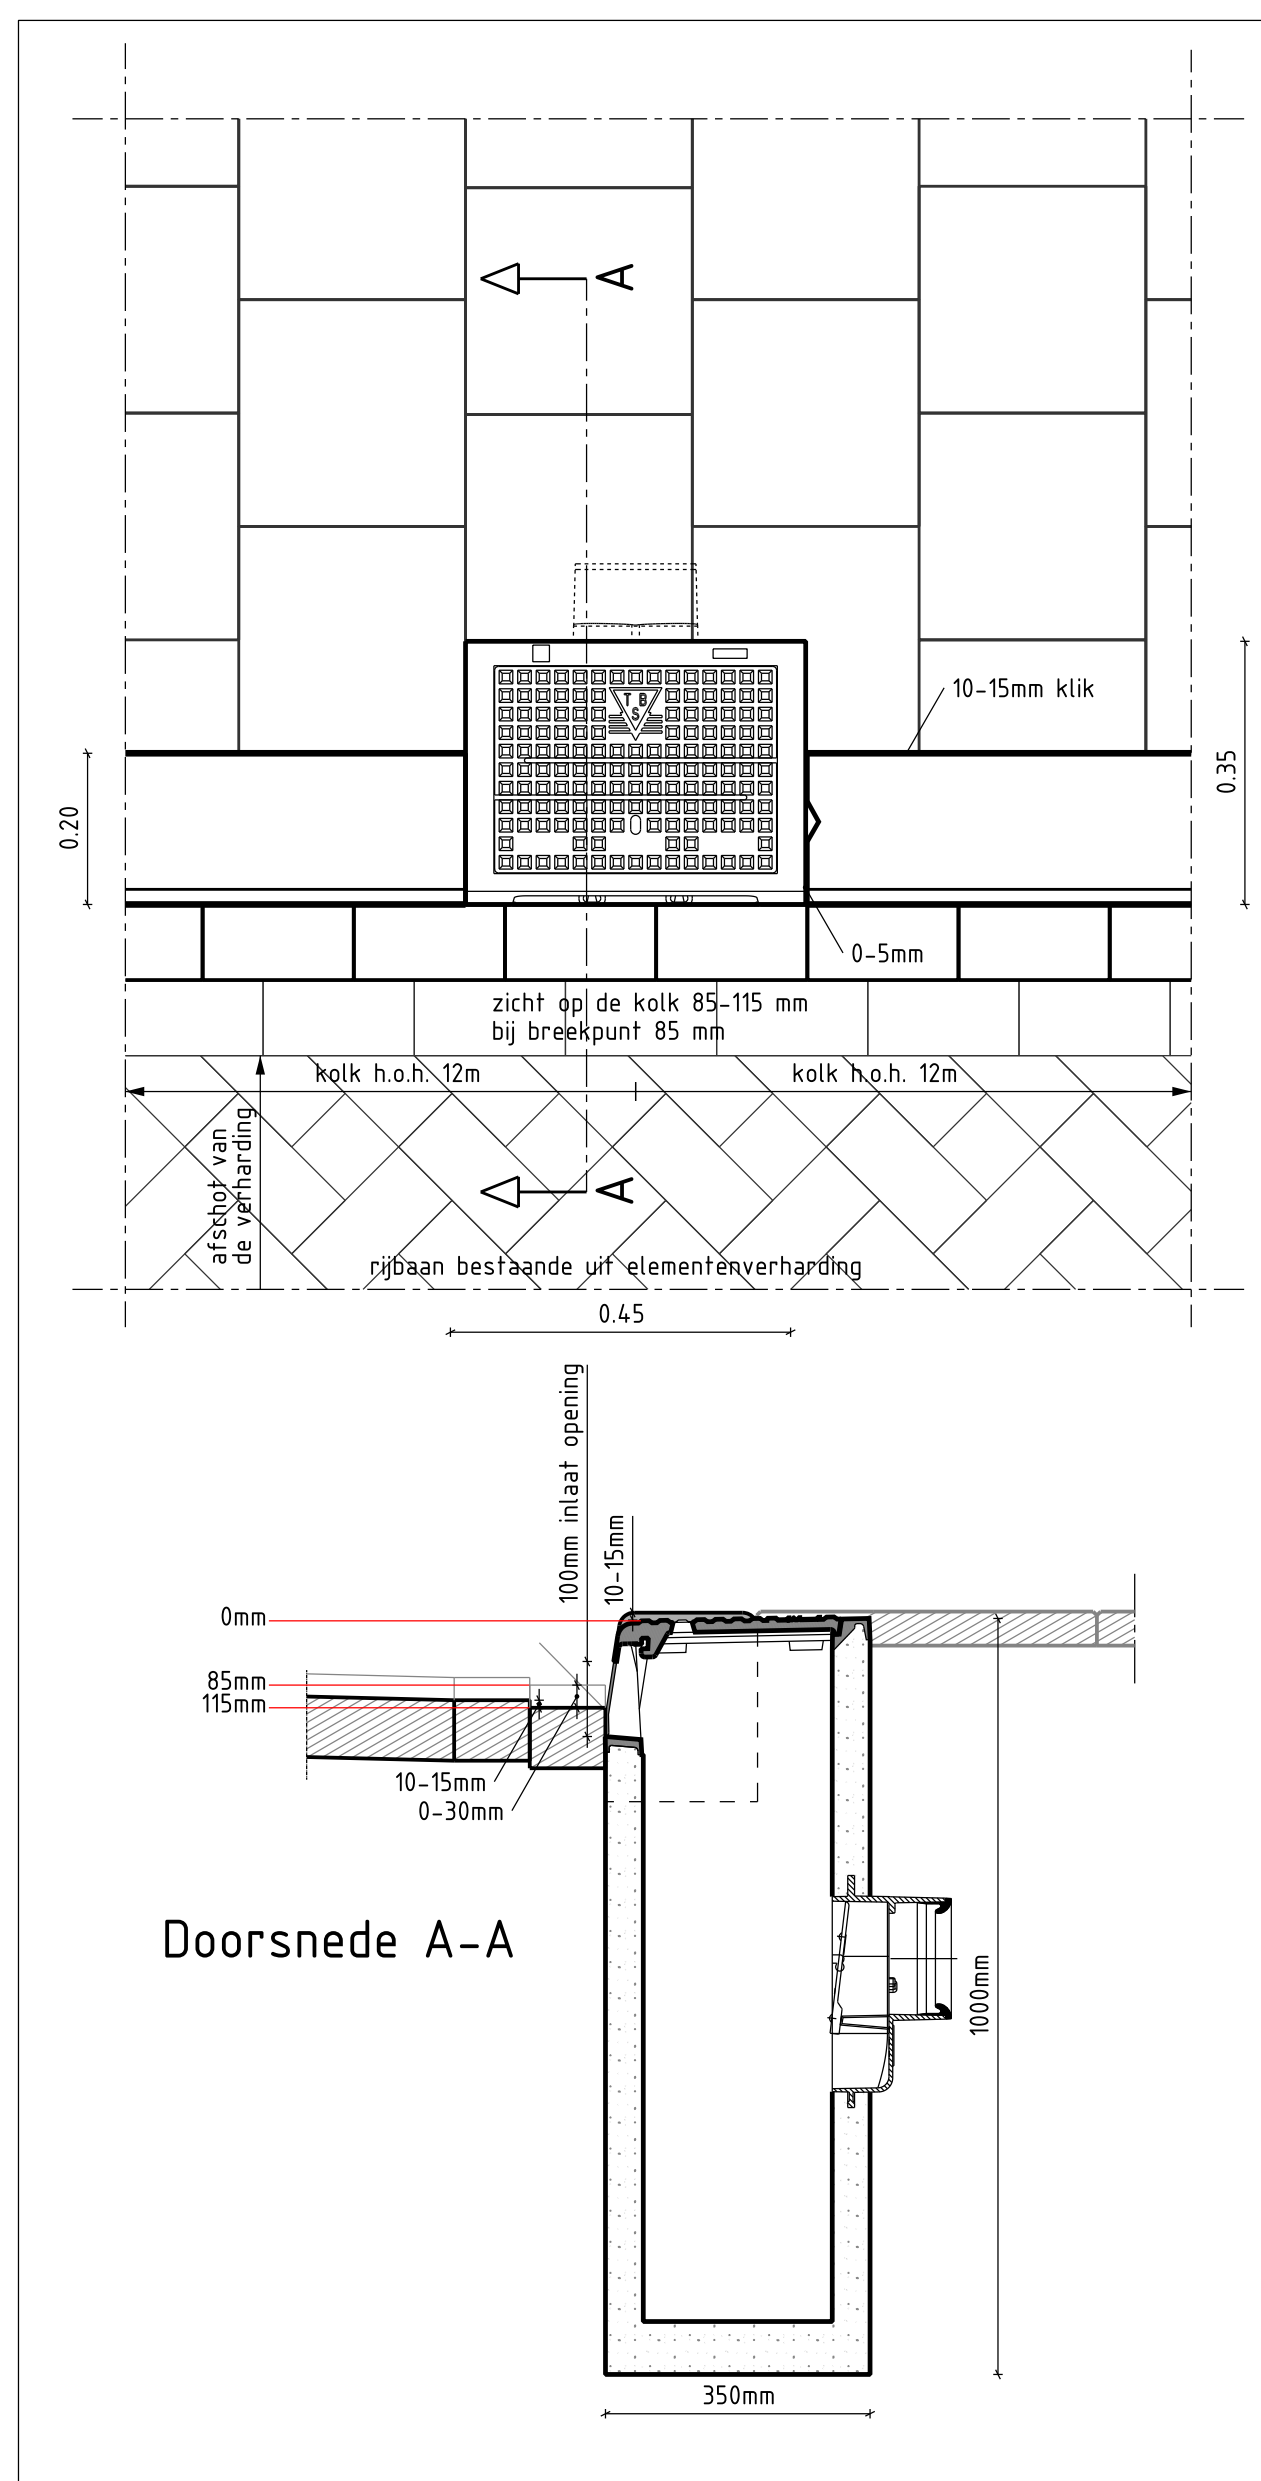 A
T B
S
10-15mm klik
0.35
0.20
0-5mm
zicht op de kolk 85-115 mm
bij breekpunt 85 mm
kolk h.o.h. 12m
kolk h.o.h. 12m
afschot van
de verharding
A
rijbaan bestaande uit elementenverharding
0.45
100mm inlaat opening
10-15mm
0mm
85mm
115mm
10-15mm
0-30mm
Doorsnede A-A
1000mm
350mm